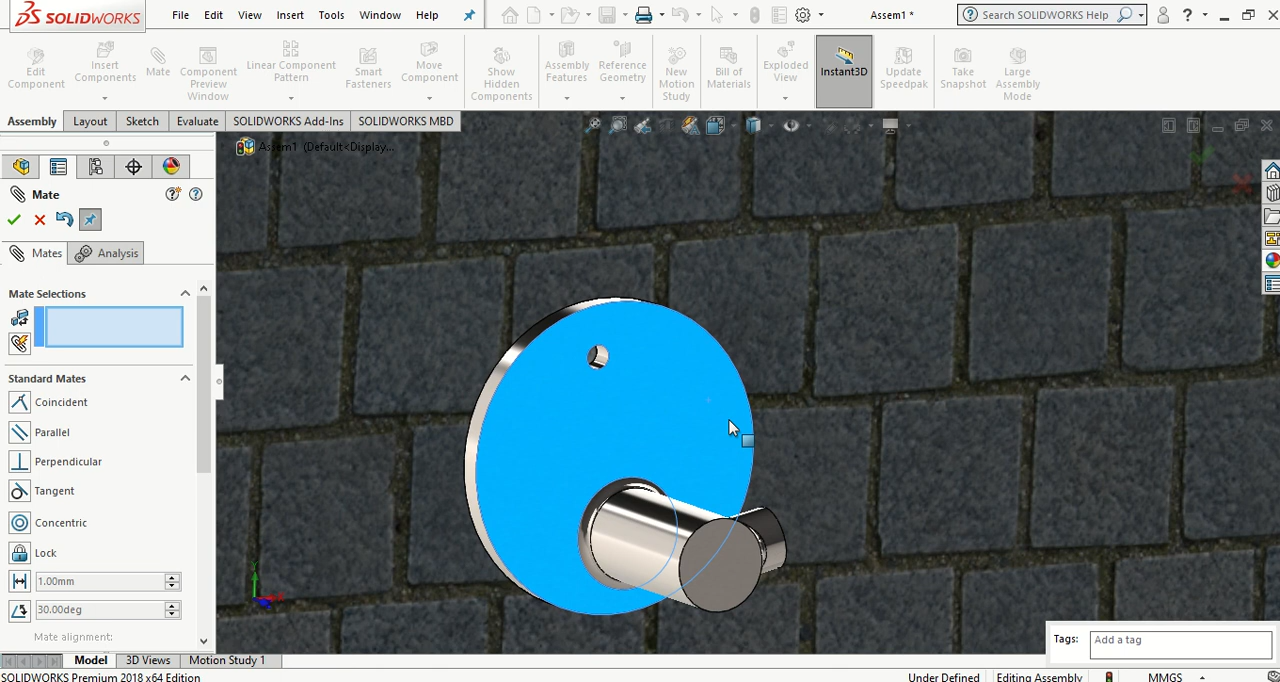 SOLIDWORKS File Edit View Insert Tools Window Help Assem1 * Search SOLIDWORKS Help ?
Edit Component
Insert Components
Mate
Component Preview Window
Linear Component Pattern
Smart Fasteners
Move Component
Show Hidden Components
Assembly Features
Reference Geometry
New Motion Study
Bill of Materials
Exploded View
Instant3D
Update Speedpak
Take Snapshot
Large Assembly Mode
Assembly Layout Sketch Evaluate SOLIDWORKS Add-Ins SOLIDWORKS MBD
Assem1 (Default<Display...
Mate
Mates Analysis
Mate Selections
Standard Mates
Coincident
Parallel
Perpendicular
Tangent
Concentric
Lock
1.00mm
30.00deg
Mate alignment:
Tags: Add a tag
Model 3D Views Motion Study 1
SOLIDWORKS Premium 2018 x64 Edition Under Defined Editing Assembly MMGS